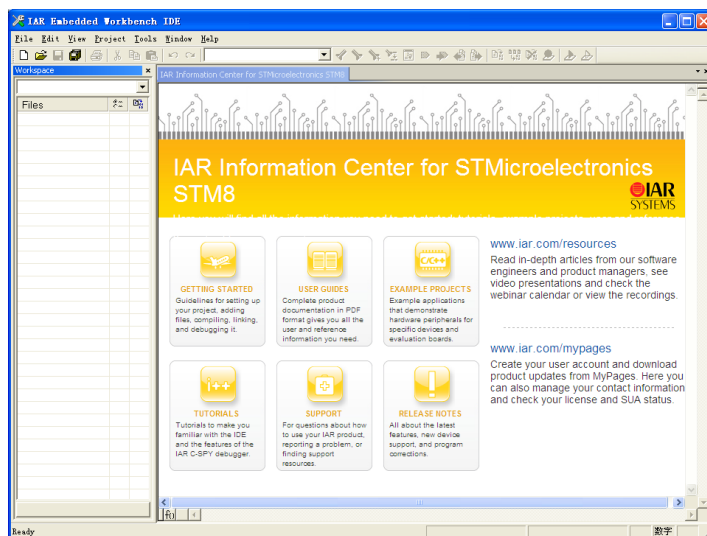 IAR Embedded Workbench IDE
File Edit View Project Tools Window Help
Workspace
IAR Information Center for STMicroelectronics STM8
Files
IAR Information Center for STMicroelectronics
STM8
IAR
SYSTEMS
GETTING STARTED
Guidelines for setting up
your project, adding
files, compiling, linking,
and debugging it.
USER GUIDES
Complete product
documentation in PDF
format gives you all the
user and reference
information you need.
C/C++
EXAMPLE PROJECTS
Example applications
that demonstrate
hardware peripherals for
specific devices and
evaluation boards.
www.iar.com/resources
Read in-depth articles from our software
engineers and product managers, see
video presentations and check the
webinar calendar or view the recordings.
i++
TUTORIALS
Tutorials to make you
familiar with the IDE
and the features of the
IAR C-SPY debugger.
SUPPORT
For questions about how
to use your IAR product,
reporting a problem, or
finding support
resources.
RELEASE NOTES
All about the latest
features, new device
support, and program
corrections.
www.iar.com/mypages
Create your user account and download
product updates from MyPages. Here you
can also manage your contact information
and check your license and SUA status.
f()
Ready
数字